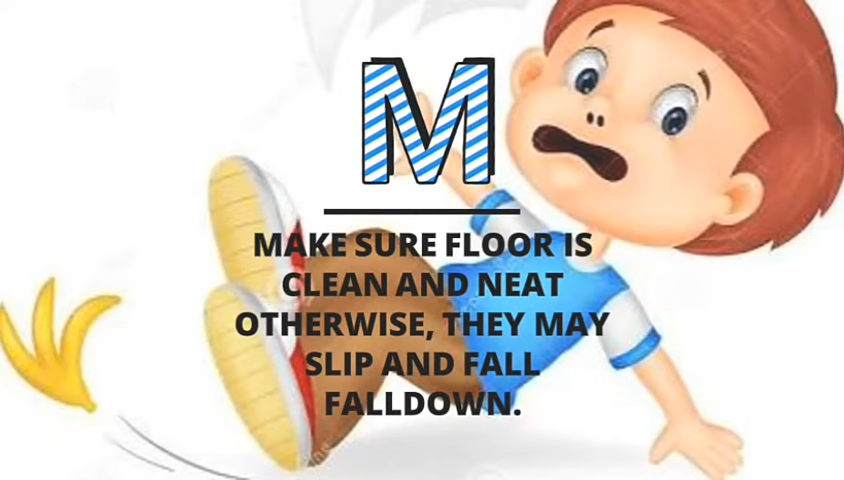 M
MAKE SURE FLOOR IS
CLEAN AND NEAT
OTHERWISE, THEY MAY
SLIP AND FALL
FALLDOWN.